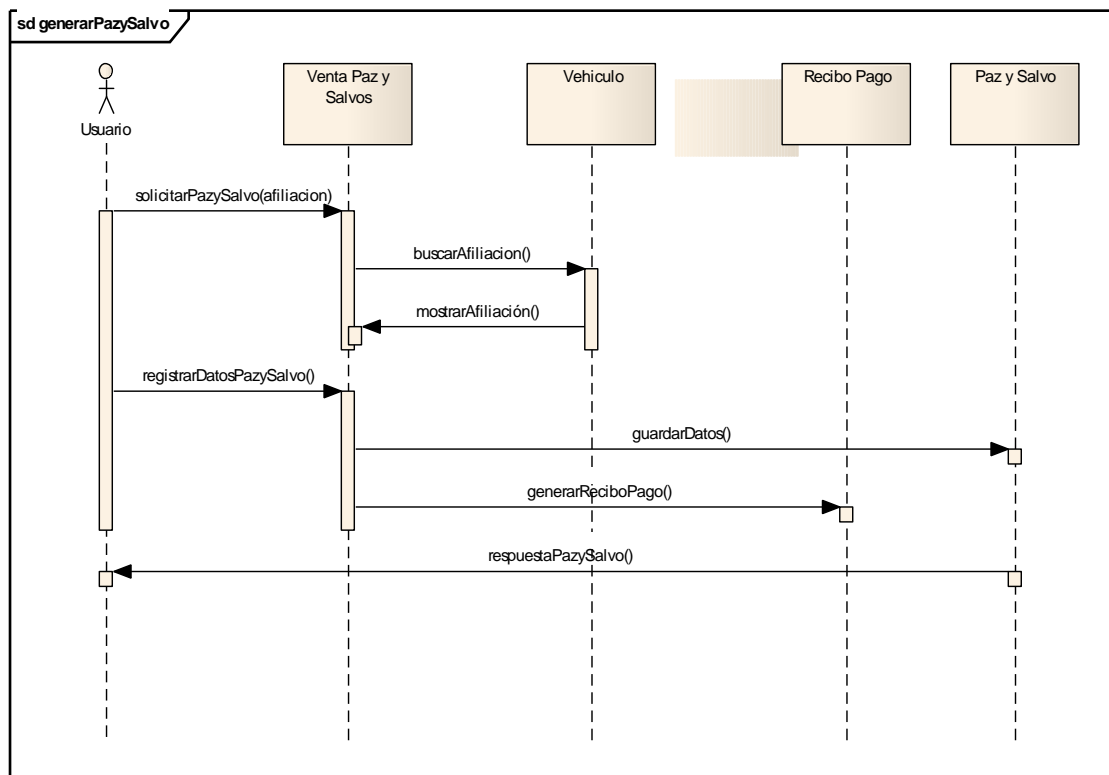 sd generarPazySalvo
Usuario
Venta Paz y
Salvos
Vehiculo
Recibo Pago
Paz y Salvo
solicitarPazySalvo(afiliacion)
buscarAfiliacion()
mostrarAfiliación()
registrarDatosPazySalvo()
guardarDatos()
generarReciboPago()
respuestaPazySalvo()